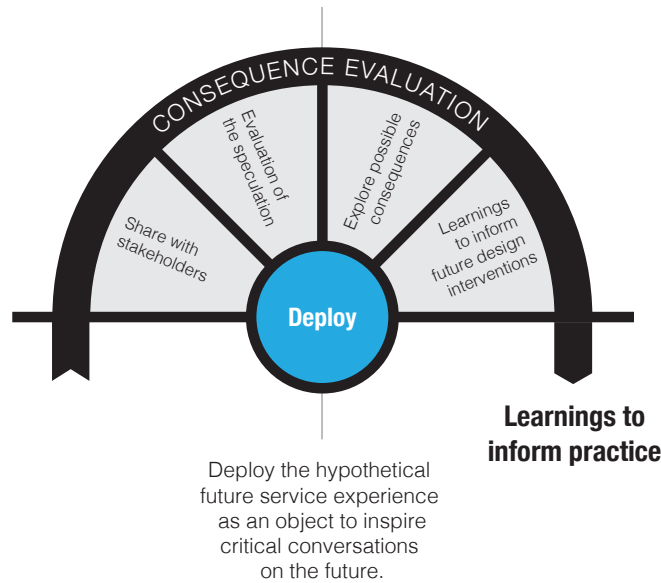 CONSEQUENCE EVALUATION
Share with
stakeholders
Evaluation of
the speculation
Explore possible
consequences
Learnings
to inform
future design
interventions
Deploy
Learnings to
inform practice
Deploy the hypothetical
future service experience
as an object to inspire
critical conversations
on the future.